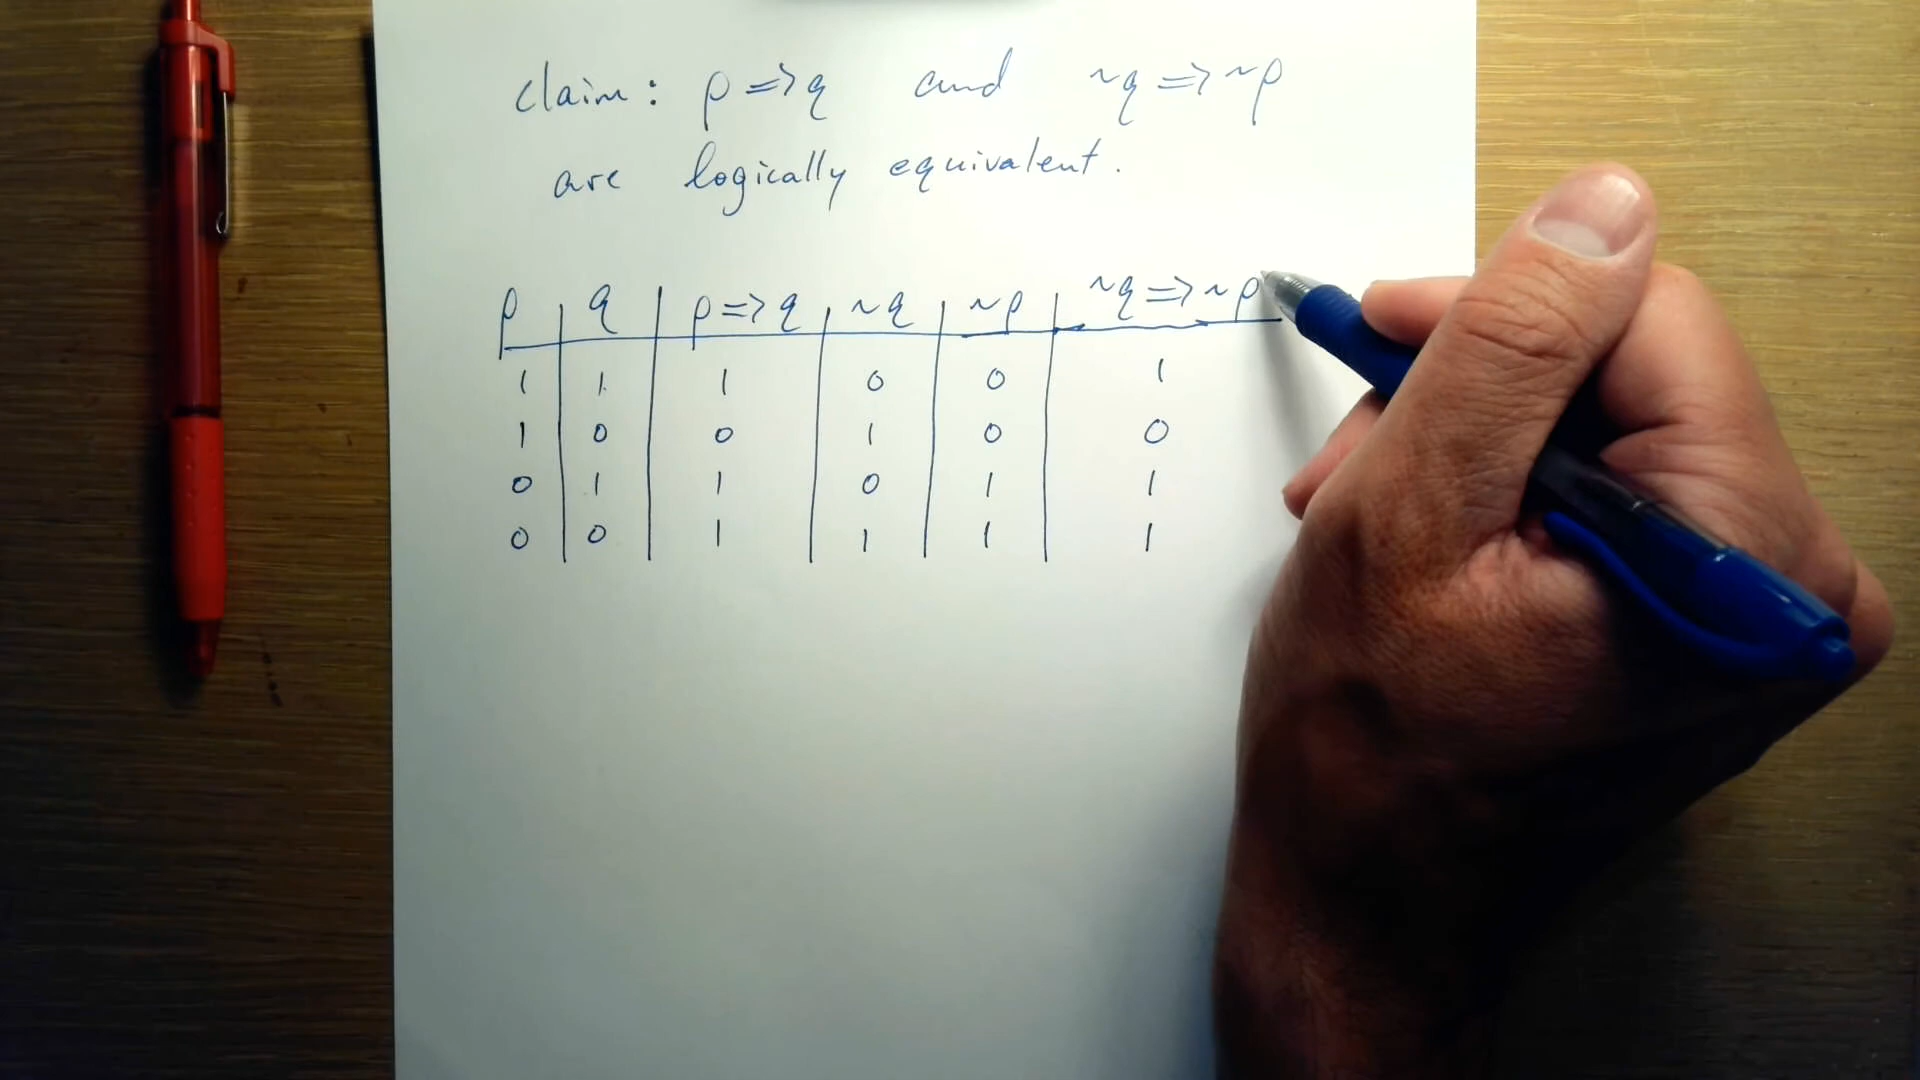 claim: p => q and ~q => ~p
are logically equivalent.
p q p => q ~q ~p ~q => ~p
1 1 1 0 0 1
1 0 0 1 0 0
0 1 1 0 1 1
0 0 1 1 1 1